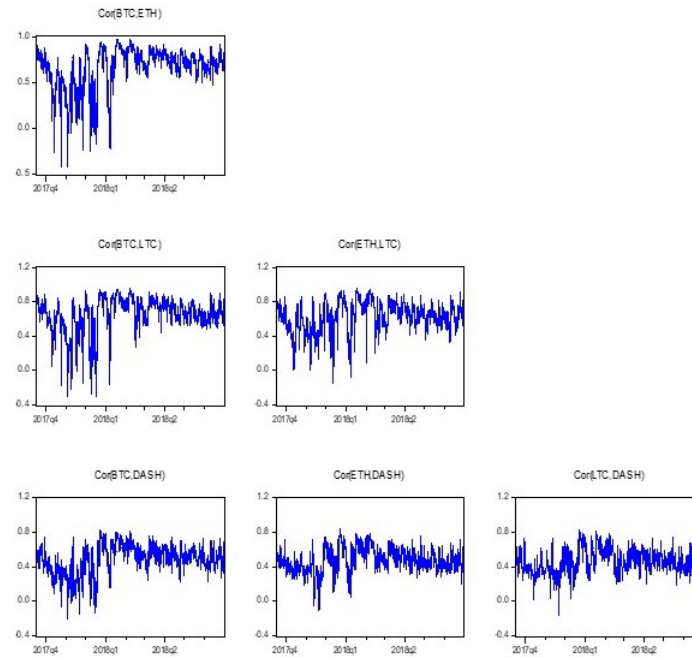 Cor(BTC,ETH)
1.0
0.5
0.0
-0.5
2017q4 2018q1 2018q2
Cor(BTC,LTC) Cor(ETH,LTC)
1.2 1.2
0.8 0.8
0.4 0.4
0.0 0.0
-0.4 -0.4
2017q4 2018q1 2018q2 2017q4 2018q1 2018q2
Cor(BTC,DASH) Cor(ETH,DASH) Cor(LTC,DASH)
1.2 1.2 1.2
0.8 0.8 0.8
0.4 0.4 0.4
0.0 0.0 0.0
-0.4 -0.4 -0.4
2017q4 2018q1 2018q2 2017q4 2018q1 2018q2 2017q4 2018q1 2018q2